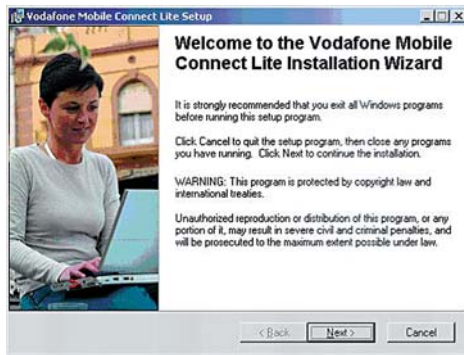 Vodafone Mobile Connect Lite Setup
Welcome to the Vodafone Mobile
Connect Lite Installation Wizard
It is strongly recommended that you exit all Windows programs
before running this setup program.
Click Cancel to quit the setup program, then close any programs
you have running. Click Next to continue the installation.
WARNING: This program is protected by copyright law and
international treaties.
Unauthorized reproduction or distribution of this program, or any
portion of it, may result in severe civil and criminal penalties, and
will be prosecuted to the maximum extent possible under law.
< Back Next > Cancel